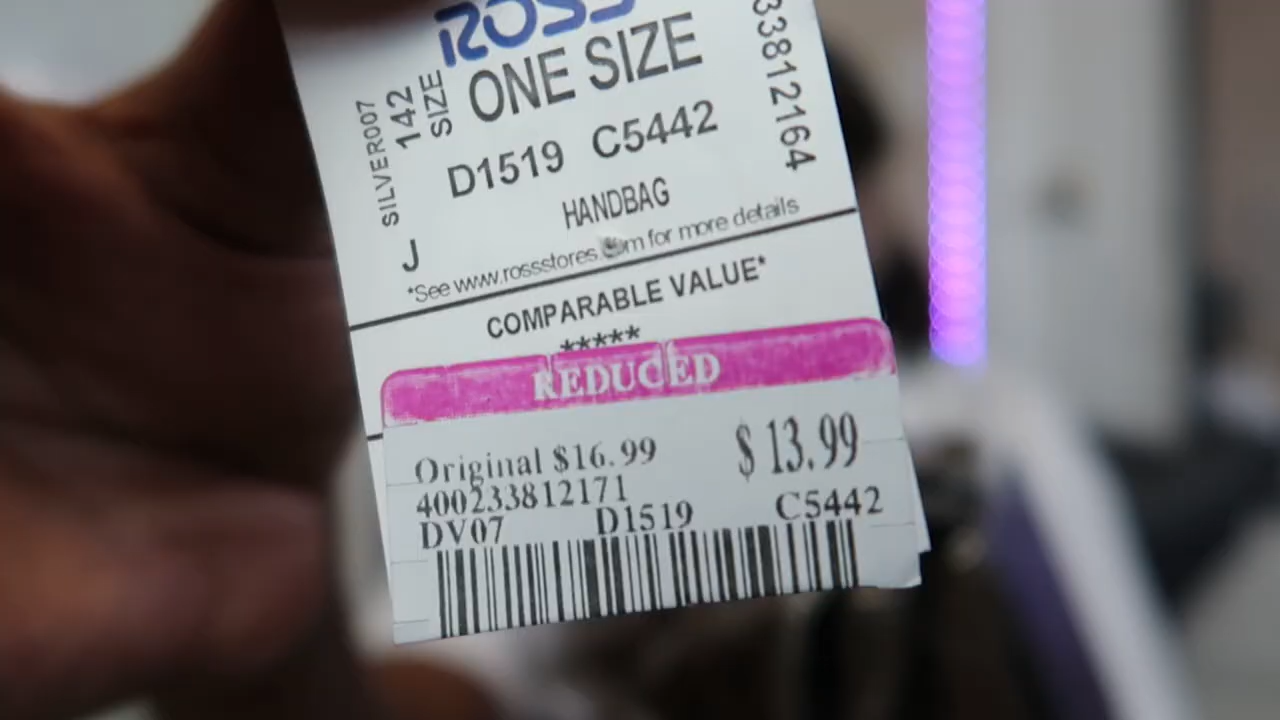 ROSS
ONE SIZE
SILVER007
142
SIZE
J
33812164
D1519 C5442
HANDBAG
*See www.rossstores. m for more details
COMPARABLE VALUE*
*****
REDUCED
Original $16.99
$ 13.99
400233812171
DV07 D1519 C5442